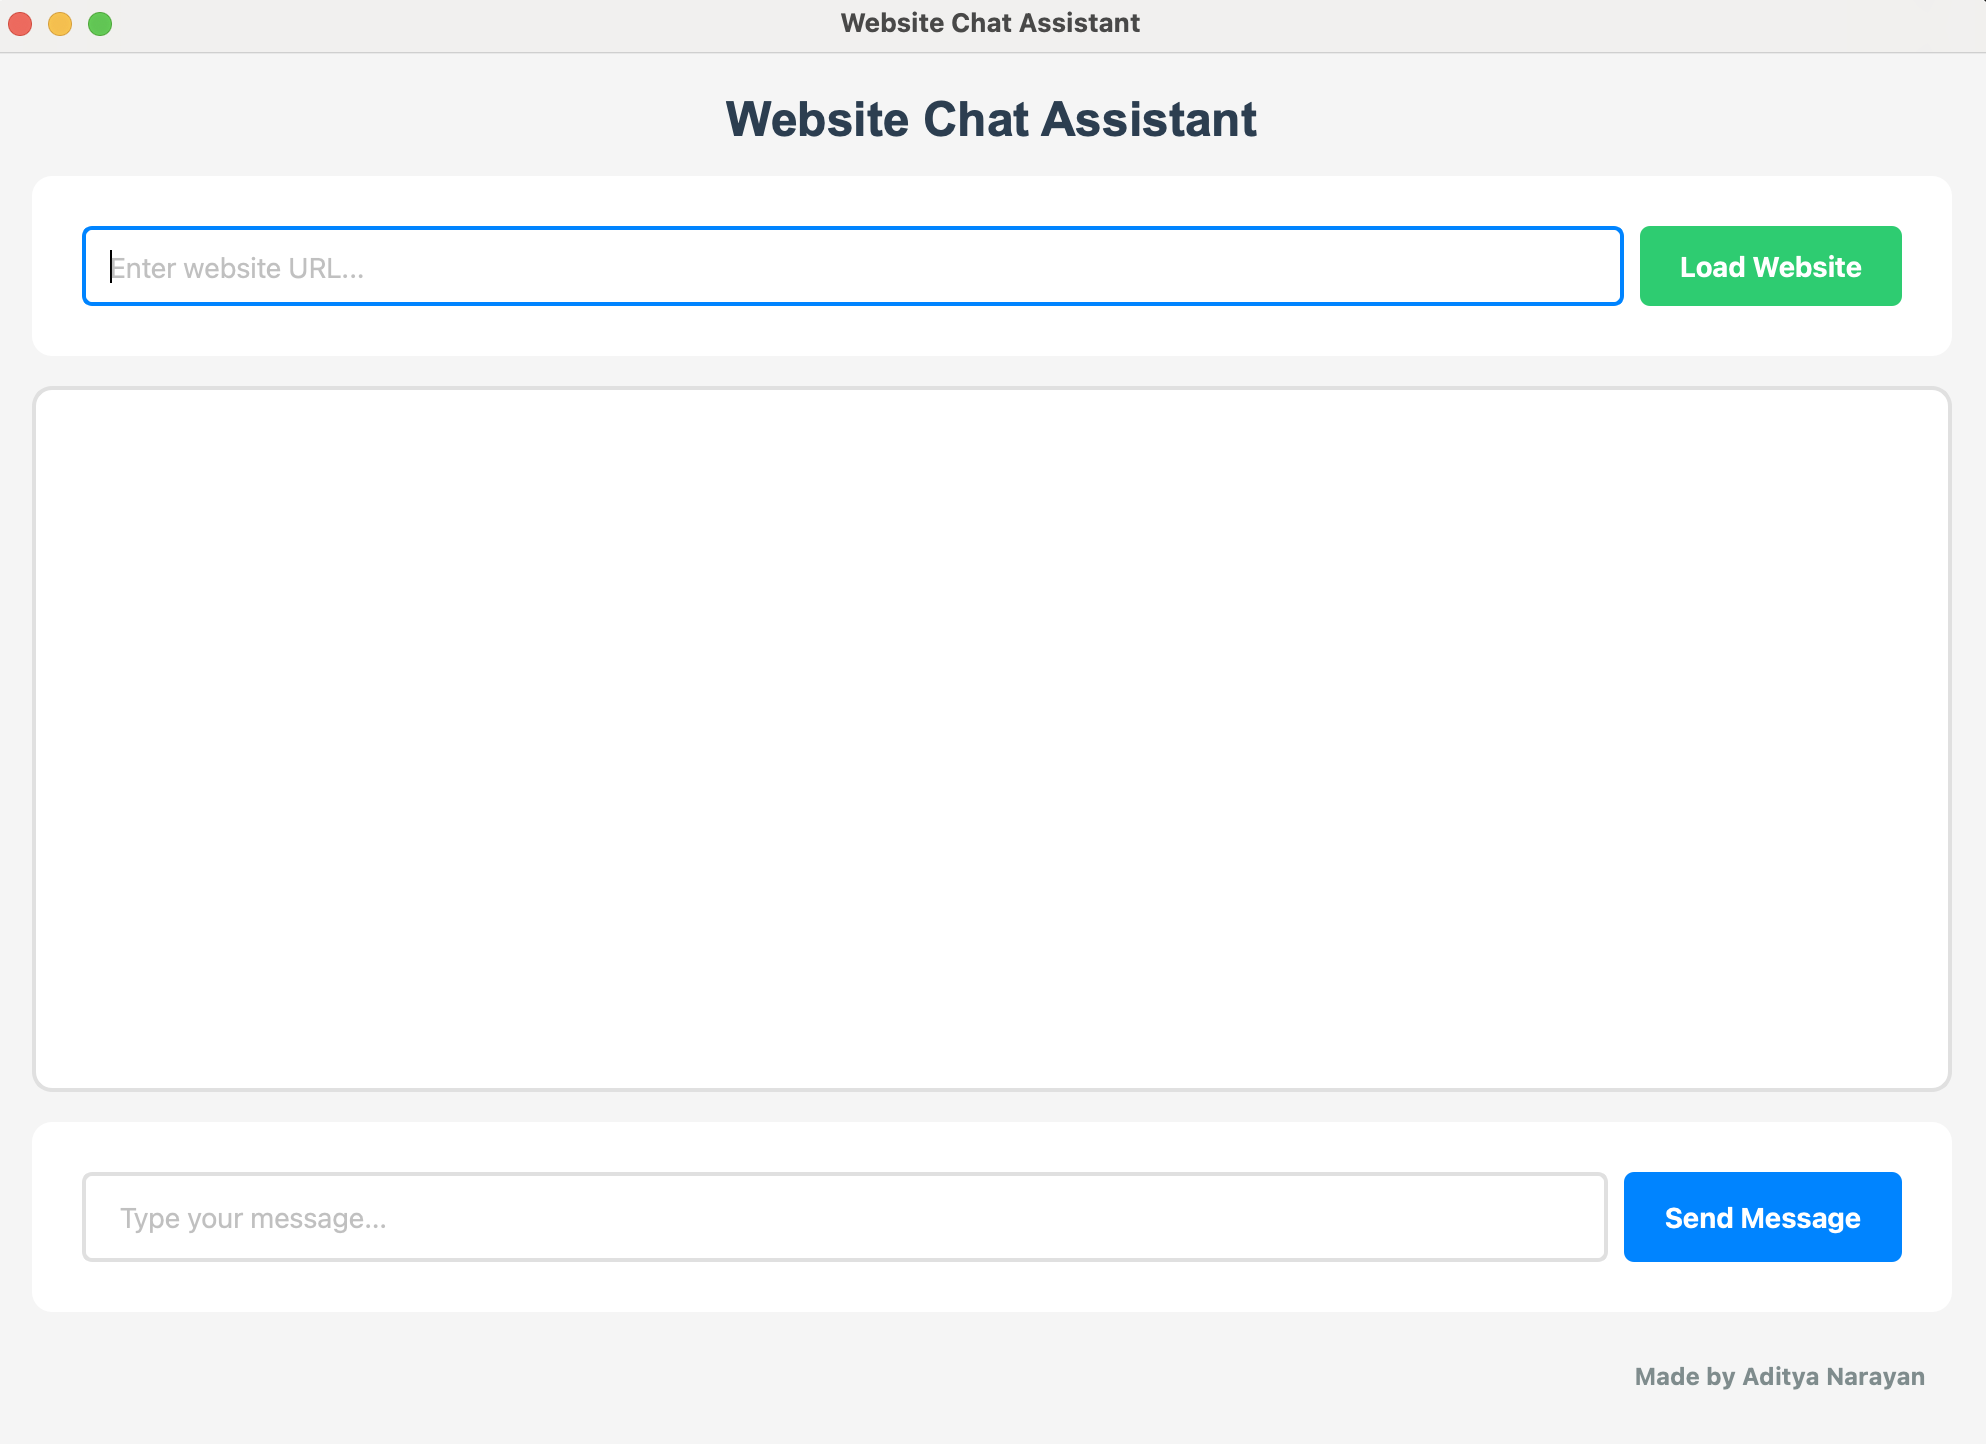 Website Chat Assistant
Website Chat Assistant
Enter website URL...
Load Website
Type your message...
Send Message
Made by Aditya Narayan